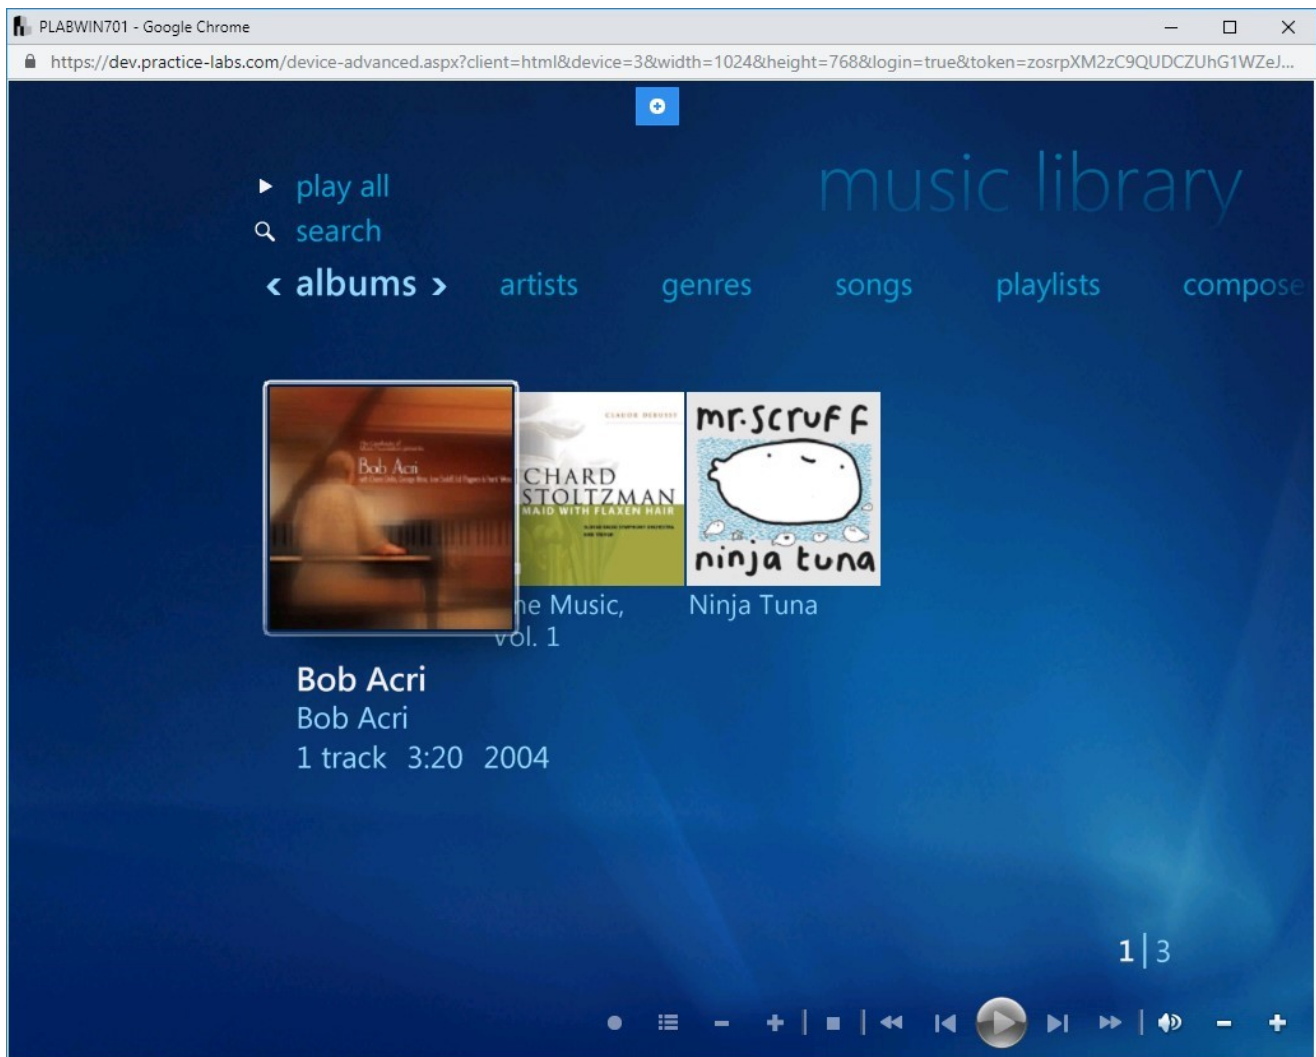 PLABWIN701 - Google Chrome
https://dev.practice-labs.com/device-advanced.aspx?client=html&device=3&width=1024&height=768&login=true&token=zosrpXM2zC9QUDCZUhG1WZeJ...
music library
play all
search
albums artists genres songs playlists compose
Bob Acri
CLAUDE DEBUSSY
CHARD
STOLTZMAN
MAID WITH FLAXEN HAIR
mr.scruff
ninja tuna
ne Music,
Vol. 1
Ninja Tuna
Bob Acri
Bob Acri
1 track 3:20 2004
1 3